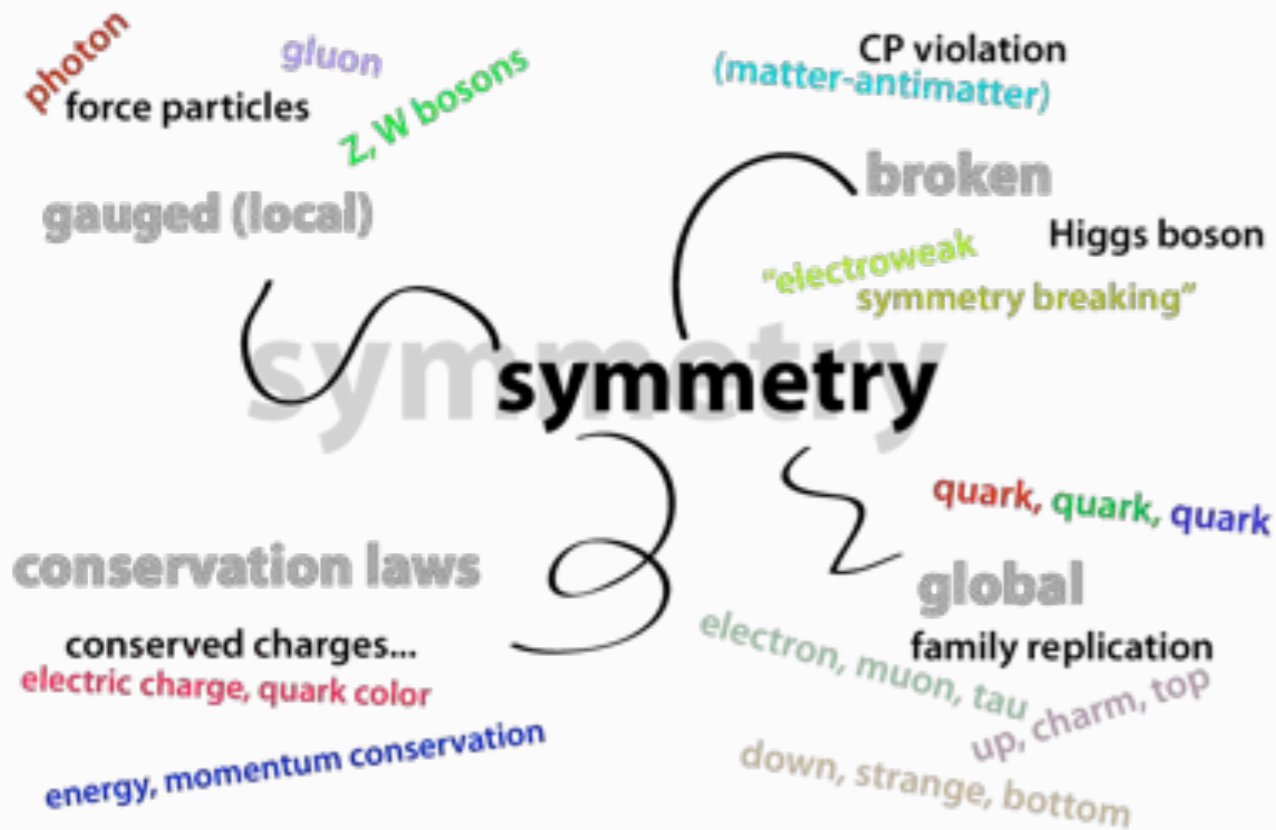 photon
gluon
force particles
Z, W bosons
gauged (local)
CP violation
(matter-antimatter)
broken
Higgs boson
"electroweak
symmetry breaking"
symmetry
symmetry
conservation laws
conserved charges...
electric charge, quark color
energy, momentum conservation
quark, quark, quark
global
family replication
electron, muon, tau
up, charm, top
down, strange, bottom